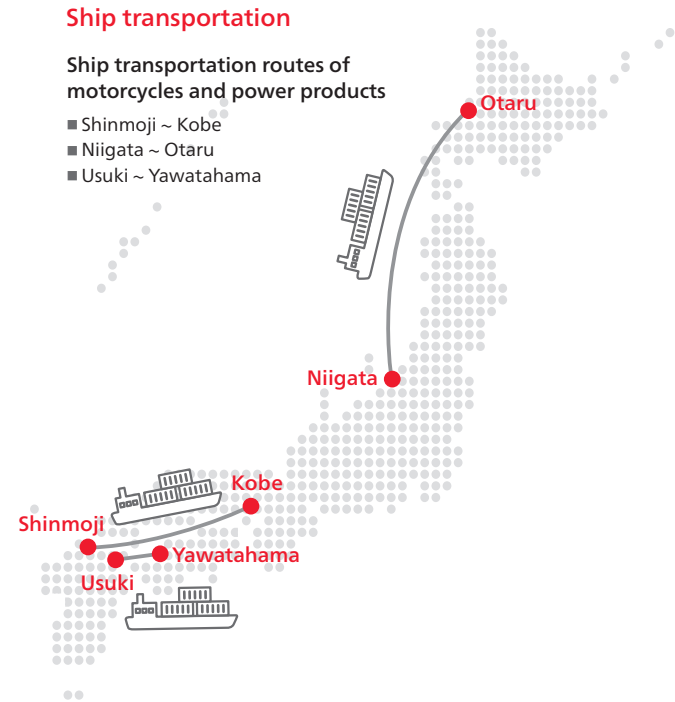 Ship transportation
Ship transportation routes of
motorcycles and power products
■ Shinmoji ~ Kobe
■ Niigata ~ Otaru
■ Usuki ~ Yawatahama
Otaru
Niigata
Kobe
Shinmoji
Yawatahama
Usuki